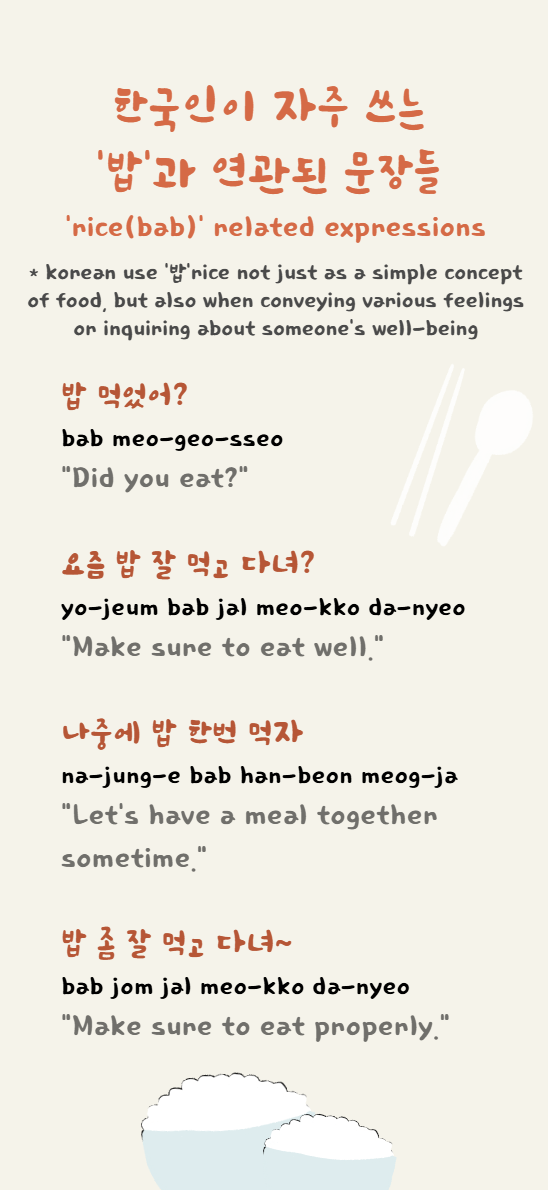 한국인이 자주 쓰는
'밥'과 연관된 문장들
'rice(bab)' related expressions
* korean use '밥'rice not just as a simple concept
of food, but also when conveying various feelings
or inquiring about someone's well-being
밥 먹었어?
bab meo-geo-sseo
"Did you eat?"
요즘 밥 잘 먹고 다녀?
yo-jeum bab jal meo-kko da-nyeo
"Make sure to eat well."
나중에 밥 한번 먹자
na-jung-e bab han-beon meog-ja
"Let's have a meal together
sometime."
밥 좀 잘 먹고 다녀~
bab jom jal meo-kko da-nyeo
"Make sure to eat properly."